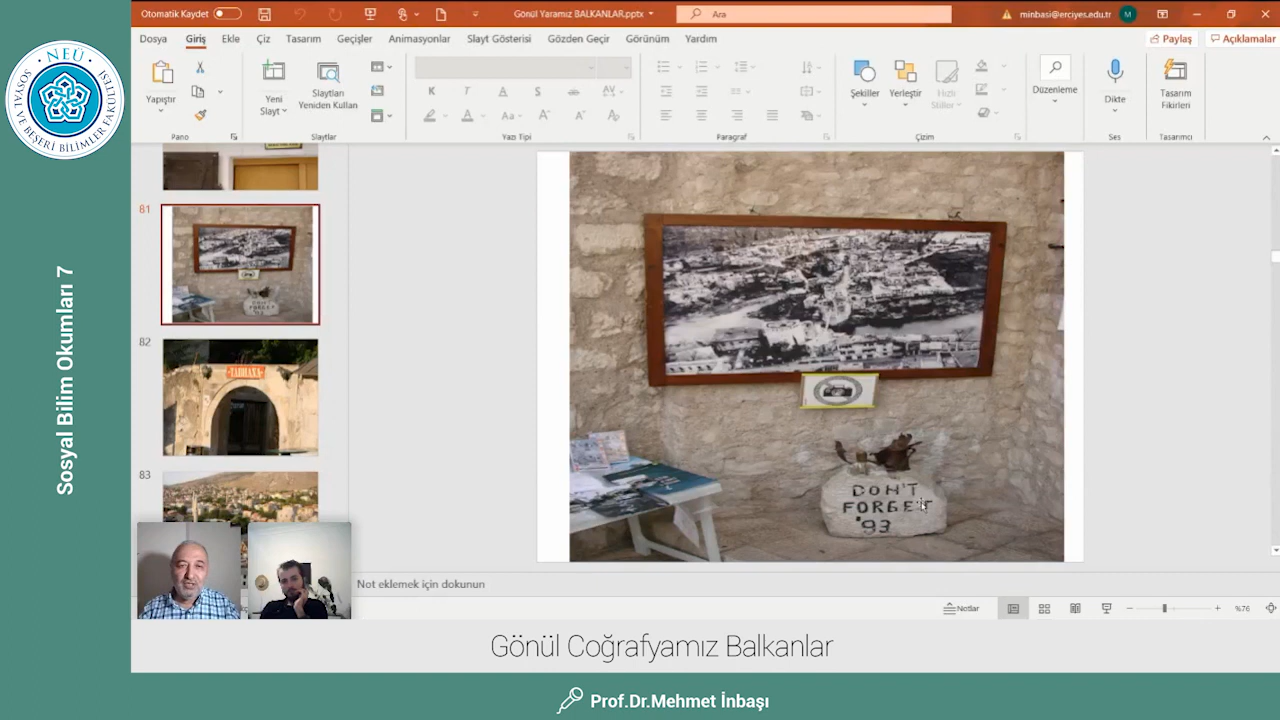 Otomatik Kaydet
Gönül Yaramız BALKANLAR.pptx
Ara
minbasi@erciyes.edu.tr
M
Dosya
Giriş
Ekle
Çiz
Tasarım
Geçişler
Animasyonlar
Slayt Gösterisi
Gözden Geçir
Görünüm
Yardım
Paylaş
Açıklamalar
Yapıştır
Yeni
Slayt
Slaytları
Yeniden Kullan
Şekiller
Yerleştir
Hızlı
Stiller
Düzenleme
Dikte
Tasarım
Fikirleri
Pano
Slaytlar
Yazı Tipi
Paragraf
Çizim
Ses
Tasarımcı
NEÜ
SOSYAL VE BEŞERİ BİLİMLER FAKÜLTESİ
Sosyal Bilim Okumları 7
81
82
TABHANA
83
DON'T
FORGET
'93
Not eklemek için dokunun
Notlar
%76
Gönül Coğrafyamız Balkanlar
Prof.Dr.Mehmet İnbaşı